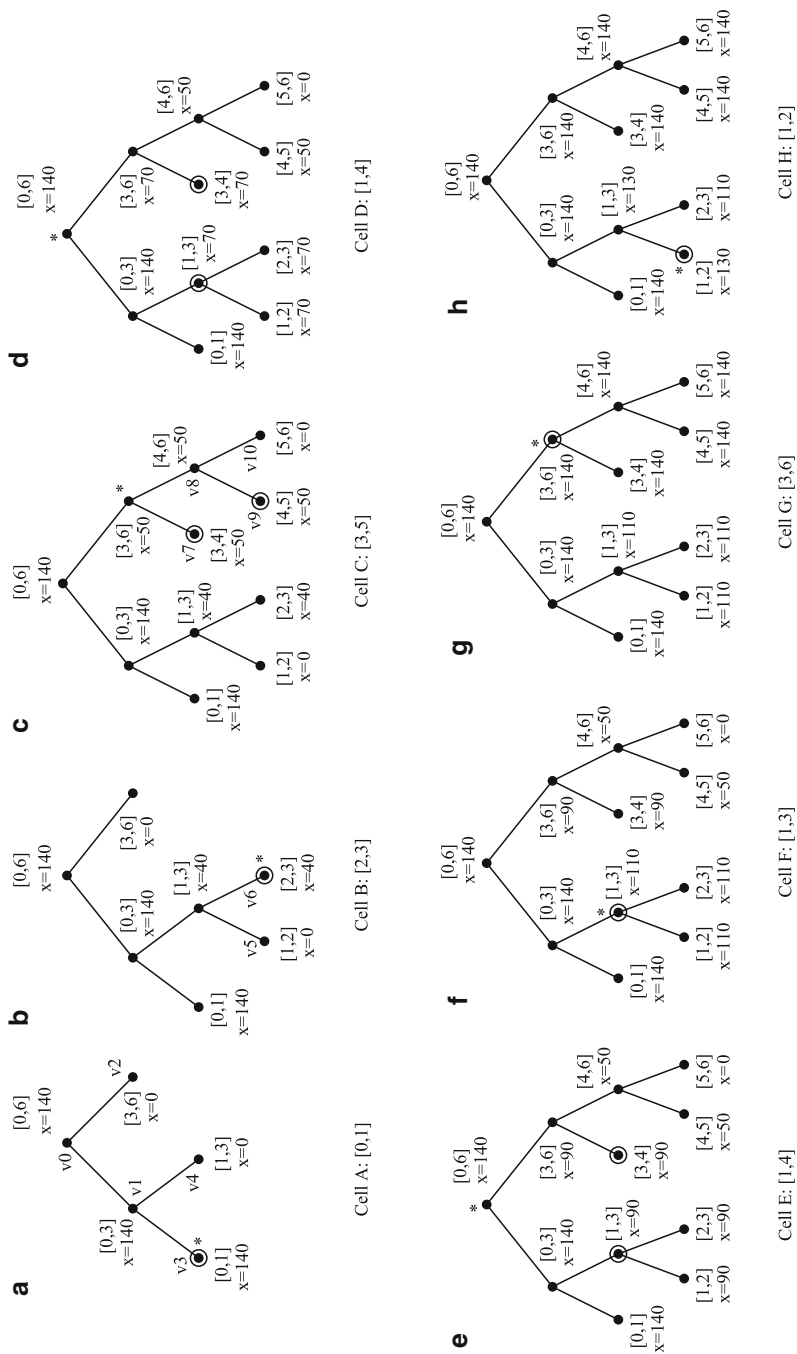 a
[0,6]
x=140
v0
[0,3]
x=140
v1
v2
[3,6]
x=0
v3
*
[0,1]
x=140
v4
[1,3]
x=0
Cell A: [0,1]
b
[0,6]
x=140
[0,3]
x=140
[3,6]
x=0
[0,1]
x=140
[1,3]
x=40
v5
[1,2]
x=0
v6
*
[2,3]
x=40
Cell B: [2,3]
c
[0,6]
x=140
[0,3]
x=140
*
[3,6]
x=50
[0,1]
x=140
[1,3]
x=40
v7
[3,4]
x=50
[4,6]
x=50
v8
[1,2]
x=0
[2,3]
x=40
v9
[4,5]
x=50
v10
[5,6]
x=0
Cell C: [3,5]
d
*
[0,6]
x=140
[0,3]
x=140
[3,6]
x=70
[0,1]
x=140
[1,3]
x=70
[3,4]
x=70
[4,6]
x=50
[1,2]
x=70
[2,3]
x=70
[4,5]
x=50
[5,6]
x=0
Cell D: [1,4]
e
*
[0,6]
x=140
[0,3]
x=140
[3,6]
x=90
[0,1]
x=140
[1,3]
x=90
[3,4]
x=90
[4,6]
x=50
[1,2]
x=90
[2,3]
x=90
[4,5]
x=50
[5,6]
x=0
Cell E: [1,4]
f
[0,6]
x=140
[0,3]
x=140
[3,6]
x=90
[0,1]
x=140
*
[1,3]
x=110
[3,4]
x=90
[4,6]
x=50
[1,2]
x=110
[2,3]
x=110
[4,5]
x=50
[5,6]
x=0
Cell F: [1,3]
g
[0,6]
x=140
[0,3]
x=140
*
[3,6]
x=140
[0,1]
x=140
[1,3]
x=110
[3,4]
x=140
[4,6]
x=140
[1,2]
x=110
[2,3]
x=110
[4,5]
x=140
[5,6]
x=140
Cell G: [3,6]
h
[0,6]
x=140
[0,3]
x=140
[3,6]
x=140
[0,1]
x=140
[1,3]
x=130
[3,4]
x=140
[4,6]
x=140
*
[1,2]
x=130
[2,3]
x=110
[4,5]
x=140
[5,6]
x=140
Cell H: [1,2]